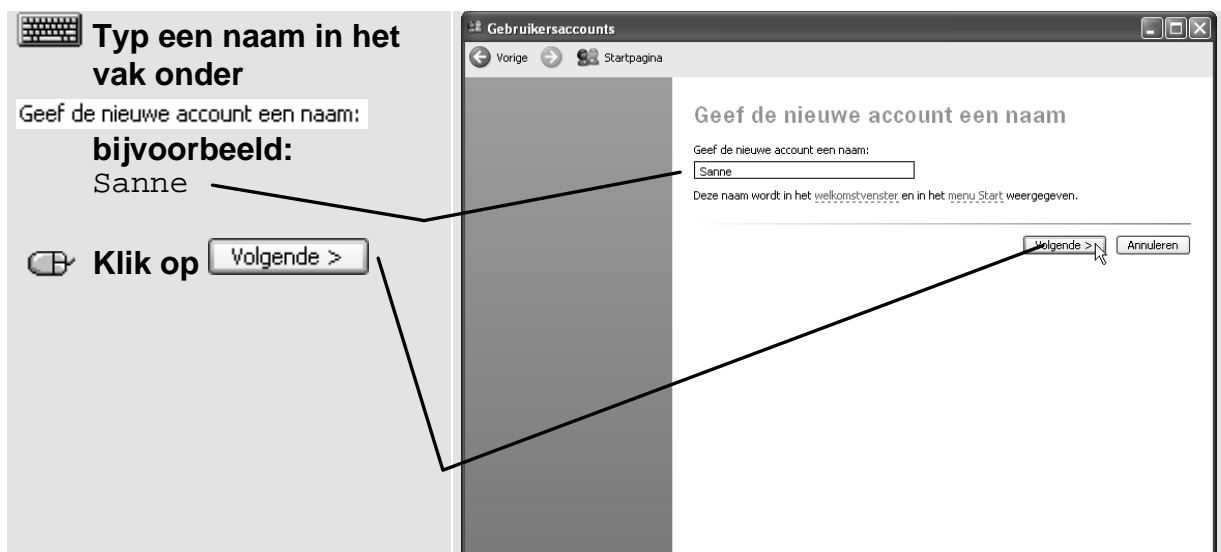 Typ een naam in het
vak onder
Geef de nieuwe account een naam:
bijvoorbeeld:
Sanne
Klik op Volgende >
Gebruikersaccounts
Vorige Startpagina
Geef de nieuwe account een naam
Geef de nieuwe account een naam:
Sanne
Deze naam wordt in het welkomstvenster en in het menu Start weergegeven.
Volgende > Annuleren